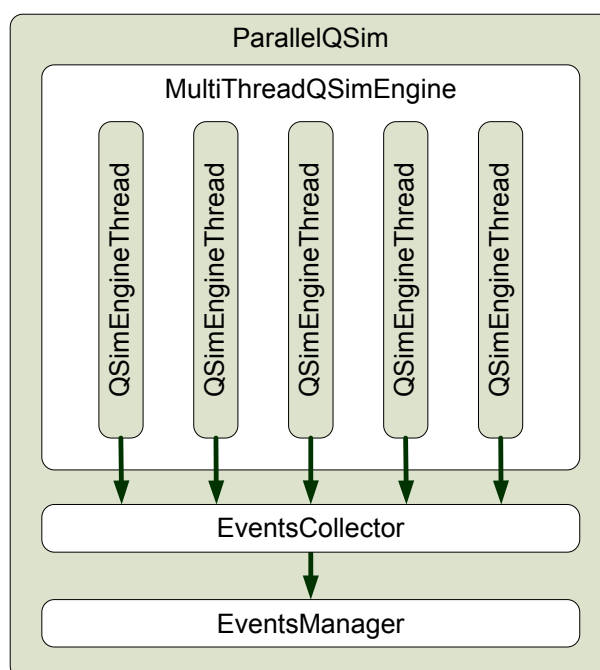 ParallelQSim
MultiThreadQSimEngine
QSimEngineThread
QSimEngineThread
QSimEngineThread
QSimEngineThread
QSimEngineThread
EventsCollector
EventsManager